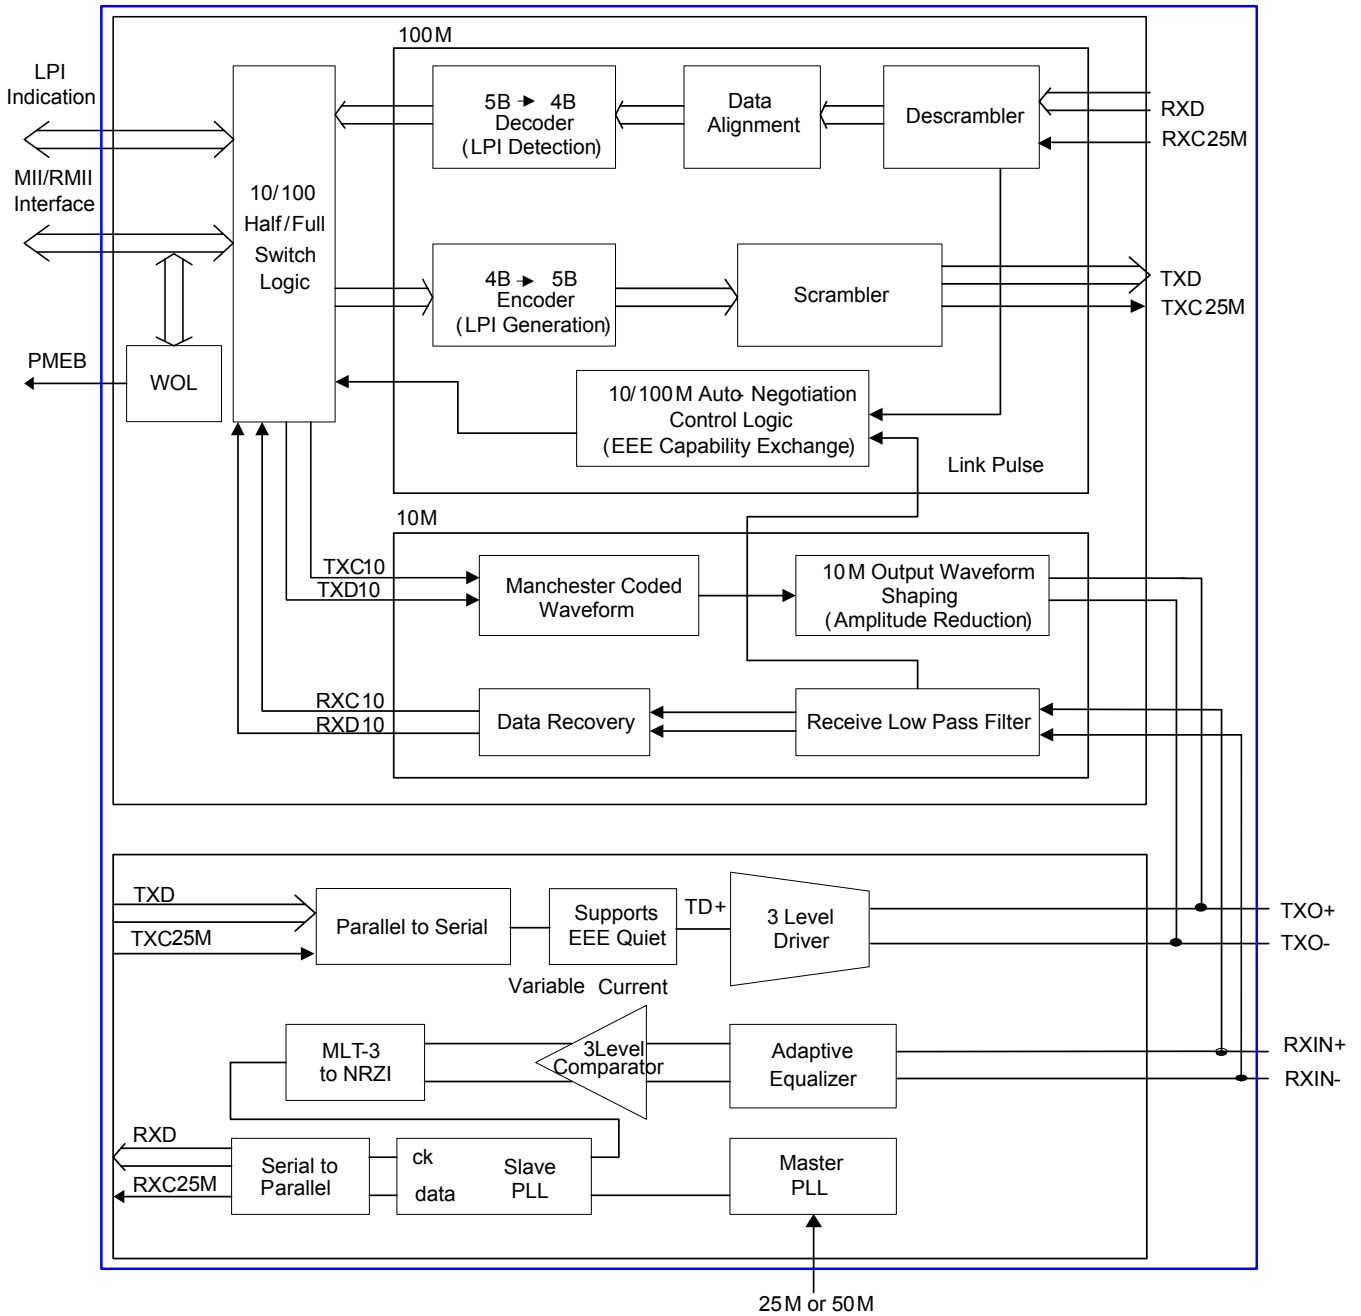 100M
LPI
Indication
5B → 4B
Decoder
(LPI Detection)
Data
Alignment
Descrambler
RXD
RXC25M
MII/RMII
Interface
10/100
Half/Full
Switch
Logic
4B → 5B
Encoder
(LPI Generation)
Scrambler
TXD
TXC25M
PMEB
WOL
10/100M Auto- Negotiation
Control Logic
(EEE Capability Exchange)
Link Pulse
10M
TXC10
TXD10
Manchester Coded
Waveform
10M Output Waveform
Shaping
(Amplitude Reduction)
RXC10
RXD10
Data Recovery
Receive Low Pass Filter
TXD
TXC25M
Parallel to Serial
Supports
EEE Quiet
TD+
3 Level
Driver
TXO+
TXO-
Variable Current
MLT-3
to NRZI
3Level
Comparator
Adaptive
Equalizer
RXIN+
RXIN-
RXD
RXC25M
Serial to
Parallel
ck
data
Slave
PLL
Master
PLL
25M or 50M